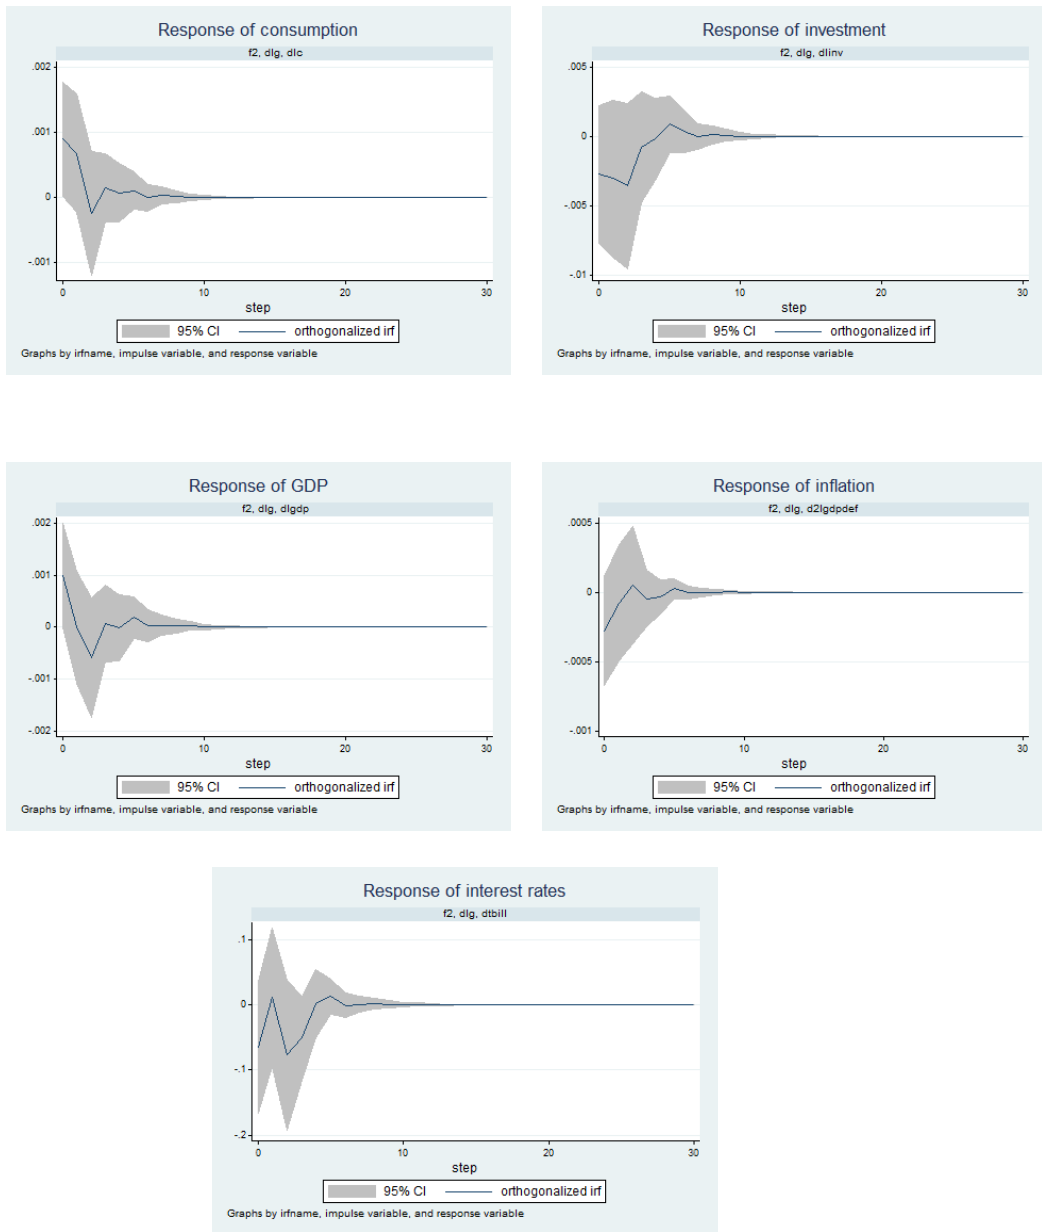 Response of consumption
f2, dlg, dlc
.002
.001
0
-.001
0 10 20 30
step
95% CI orthogonalized irf
Graphs by irfname, impulse variable, and response variable
Response of investment
f2, dlg, dlinv
.005
0
-.005
-.01
0 10 20 30
step
95% CI orthogonalized irf
Graphs by irfname, impulse variable, and response variable
Response of GDP
f2, dlg, dlgdp
.002
.001
0
-.001
-.002
0 10 20 30
step
95% CI orthogonalized irf
Graphs by irfname, impulse variable, and response variable
Response of inflation
f2, dlg, d2lgdpdef
.0005
0
-.0005
-.001
0 10 20 30
step
95% CI orthogonalized irf
Graphs by irfname, impulse variable, and response variable
Response of interest rates
f2, dlg, dtbill
.1
0
-.1
-.2
0 10 20 30
step
95% CI orthogonalized irf
Graphs by irfname, impulse variable, and response variable